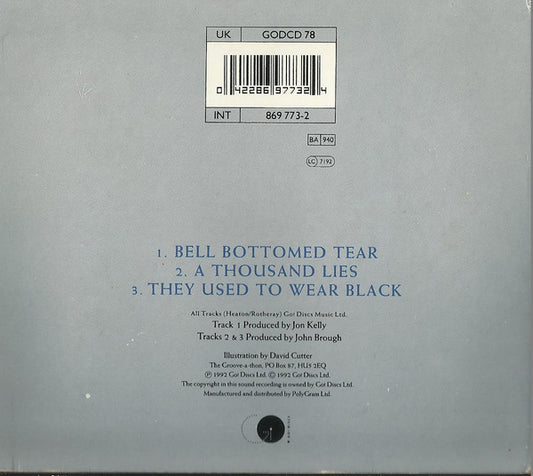 UK GODCD 78
0 42286 97732 4
INT 869 773-2
BA 940
LC 7192
1. BELL BOTTOMED TEAR
2. A THOUSAND LIES
3. THEY USED TO WEAR BLACK
All Tracks (Heaton/Rotheray) Go! Discs Music Ltd.
Track 1 Produced by Jon Kelly
Tracks 2 & 3 Produced by John Brough
Illustration by David Cutter
The Groove-a-thon, PO Box 87, HU5 2EQ
℗ 1992 Go! Discs Ltd. © 1992 Go! Discs Ltd.
The copyright in this sound recording is owned by Go! Discs Ltd.
Manufactured and distributed by PolyGram Ltd.